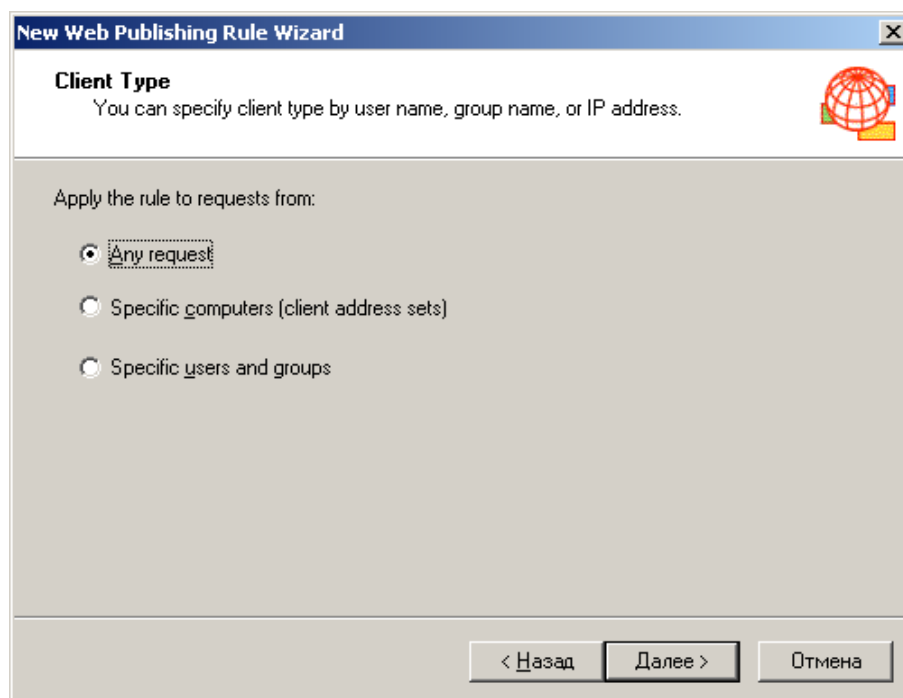 New Web Publishing Rule Wizard
Client Type
You can specify client type by user name, group name, or IP address.
Apply the rule to requests from:
Any request
Specific computers (client address sets)
Specific users and groups
< Назад Далее > Отмена